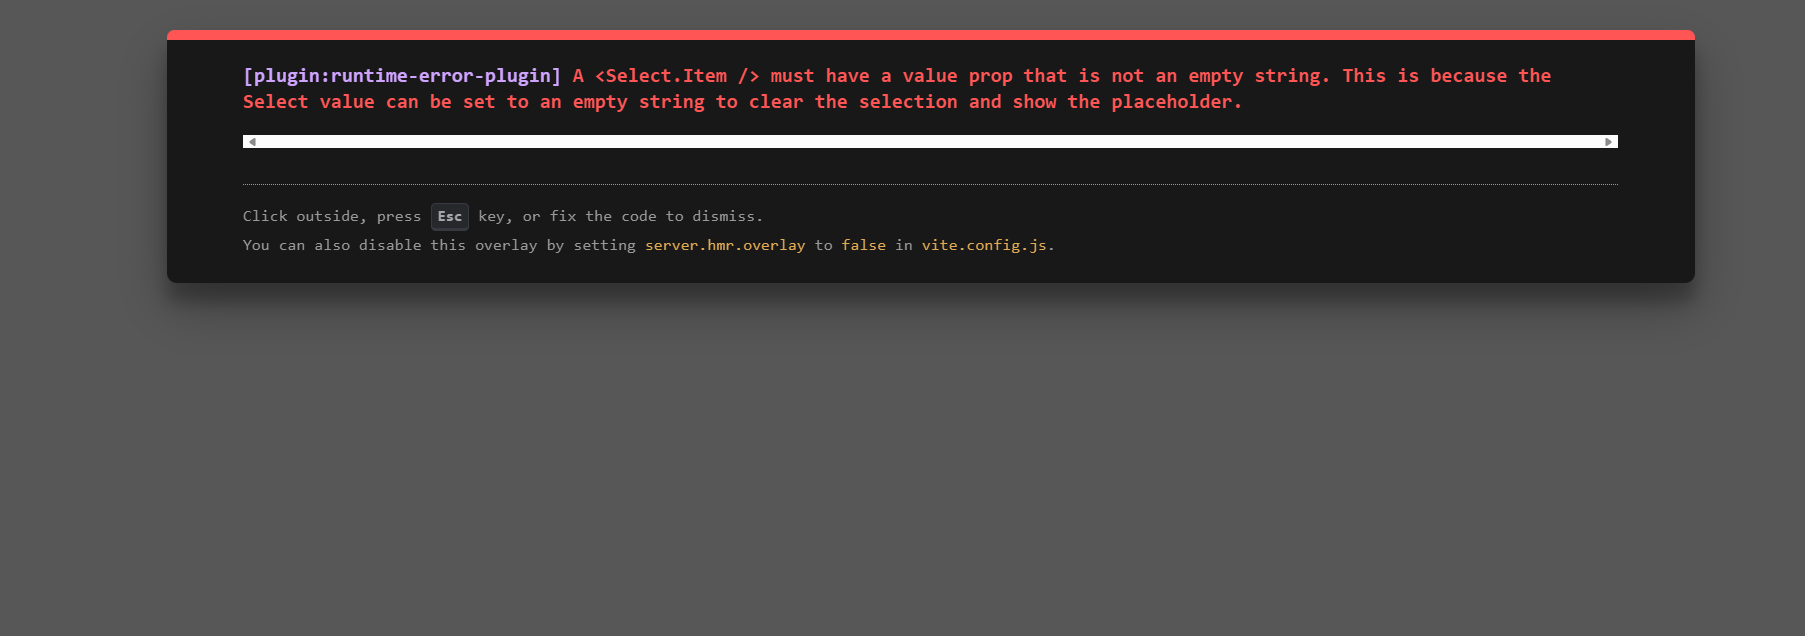 [plugin:runtime-error-plugin] A <Select.Item /> must have a value prop that is not an empty string. This is because the
Select value can be set to an empty string to clear the selection and show the placeholder.
Click outside, press Esc key, or fix the code to dismiss.
You can also disable this overlay by setting server.hmr.overlay to false in vite.config.js.